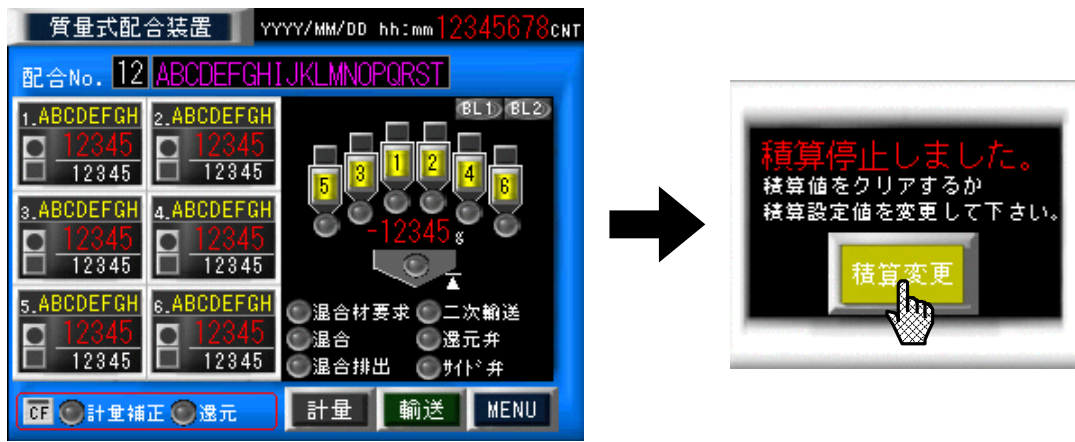 質量式配合装置 YYYY/MM/DD hh:mm 12345678CNT
配合No. 12 ABCDEFGHIJKLMNOPQRST
1.ABCDEFGH
12345
12345
2.ABCDEFGH
12345
12345
3.ABCDEFGH
12345
12345
4.ABCDEFGH
12345
12345
5.ABCDEFGH
12345
12345
6.ABCDEFGH
12345
12345
BL1 BL2
5 3 1 2 4 6
-12345g
混合材要求 二次輸送
混合 還元弁
混合排出 サイド弁
CF 計量補正 還元
計量 輸送 MENU
積算停止しました。
積算値をクリアするか
積算設定値を変更して下さい。
積算変更